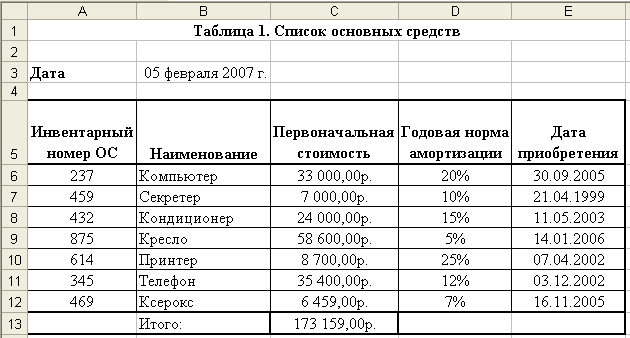 A B C D E
1 Таблица 1. Список основных средств
2
3 Дата 05 февраля 2007 г.
4
Инвентарный Первоначальная Годовая норма Дата
5 номер ОС Наименование стоимость амортизации приобретения
6 237 Компьютер 33 000,00р. 20% 30.09.2005
7 459 Секретер 7 000,00р. 10% 21.04.1999
8 432 Кондиционер 24 000,00р. 15% 11.05.2003
9 875 Кресло 58 600,00р. 5% 14.01.2006
10 614 Принтер 8 700,00р. 25% 07.04.2002
11 345 Телефон 35 400,00р. 12% 03.12.2002
12 469 Ксерокс 6 459,00р. 7% 16.11.2005
13 Итого: 173 159,00р.